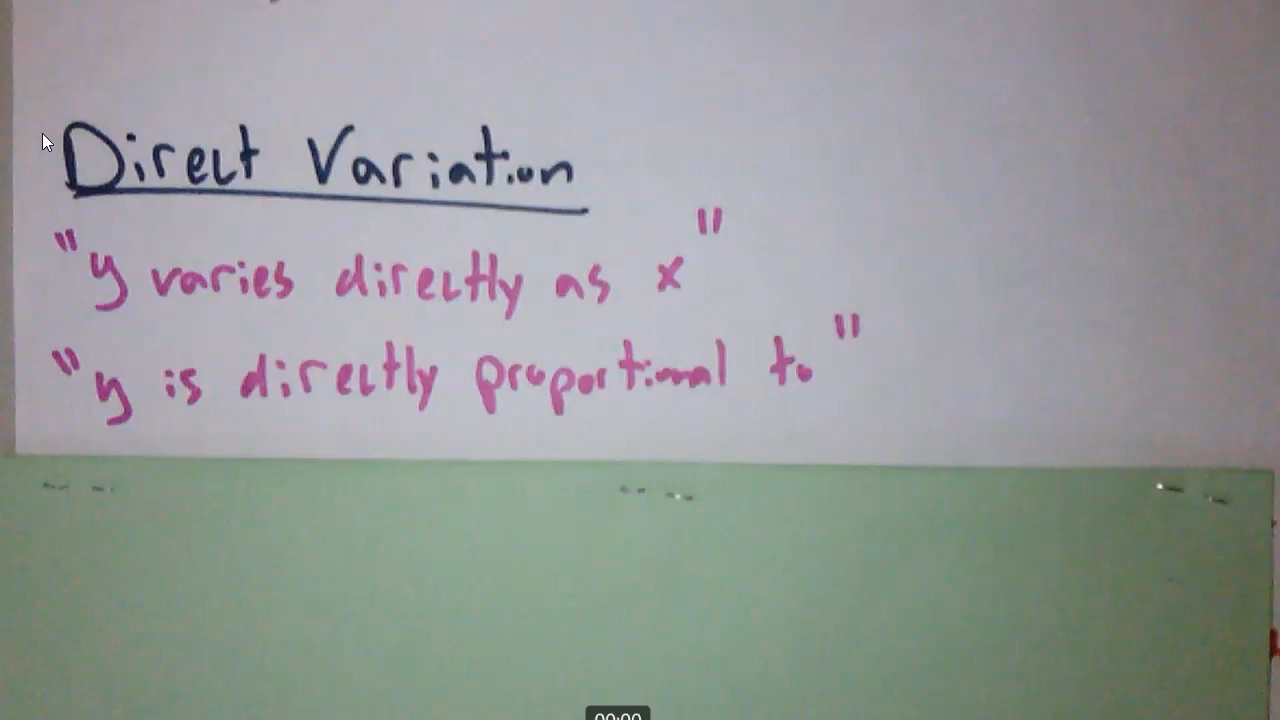 Direct Variation
"y varies directly as x"
"y is directly proportional to"